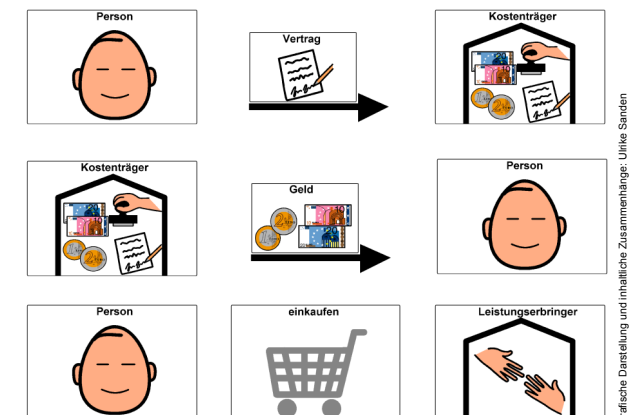 Person
Vertrag
Kostenträger
Kostenträger
Geld
Person
Person
einkaufen
Leistungserbringer
afische Darstellung und inhaltliche Zusammenhänge: Ulrike Sanden